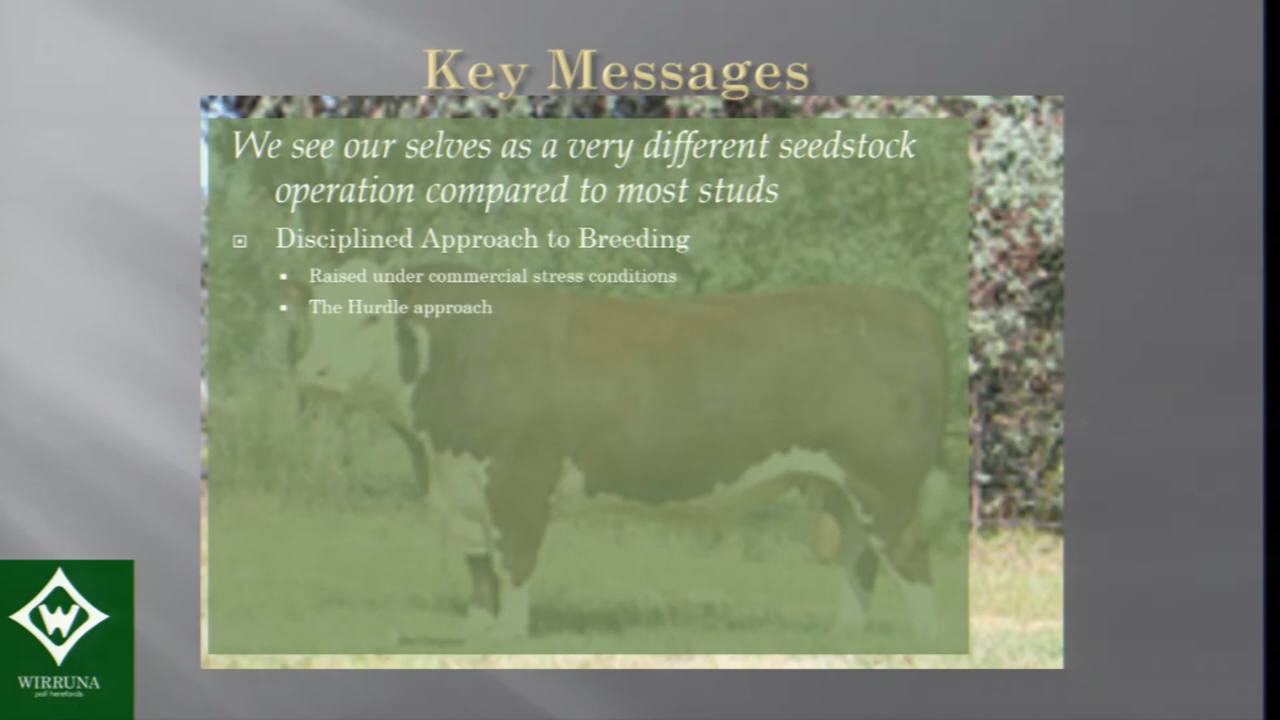 Key Messages
We see our selves as a very different seedstock
operation compared to most studs
Disciplined Approach to Breeding
Raised under commercial stress conditions
The Hurdle approach
W
WIRRUNA
poll herefords